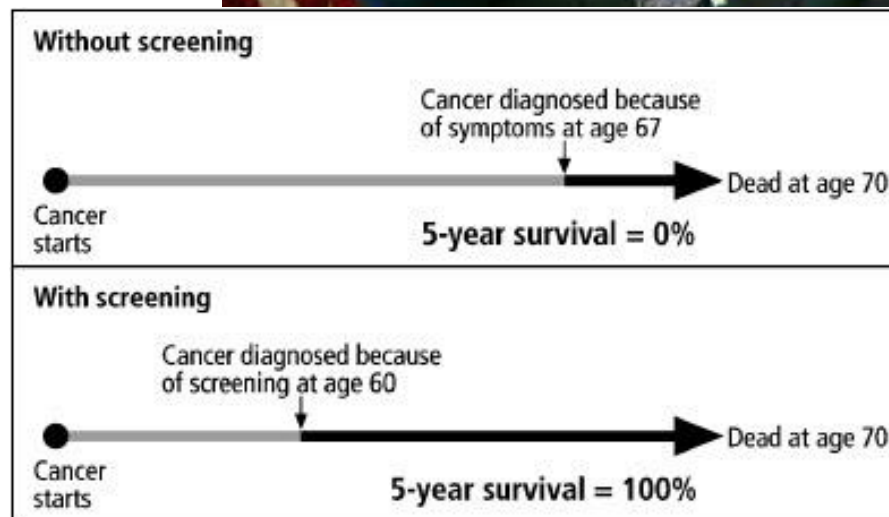 Without screening
Cancer diagnosed because
of symptoms at age 67
Dead at age 70
Cancer
starts
5-year survival = 0%
With screening
Cancer diagnosed because
of screening at age 60
Dead at age 70
Cancer
starts
5-year survival = 100%